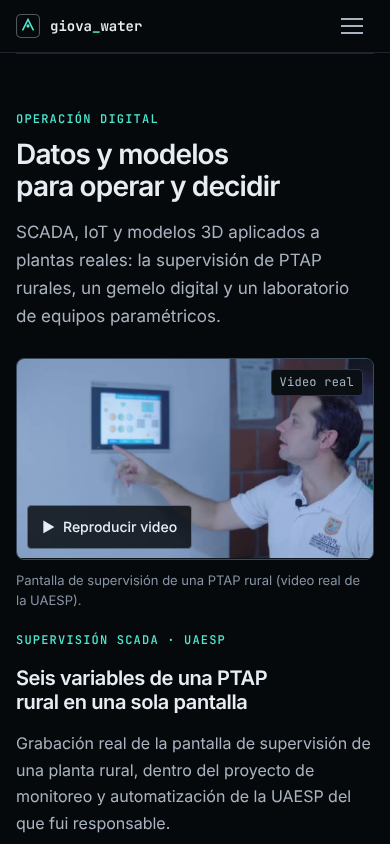 giova_water
OPERACIÓN DIGITAL
Datos y modelos
para operar y decidir
SCADA, IoT y modelos 3D aplicados a
plantas reales: la supervisión de PTAP
rurales, un gemelo digital y un laboratorio
de equipos paramétricos.
Video real
Reproducir video
Pantalla de supervisión de una PTAP rural (video real de
la UAESP).
SUPERVISIÓN SCADA · UAESP
Seis variables de una PTAP
rural en una sola pantalla
Grabación real de la pantalla de supervisión de
una planta rural, dentro del proyecto de
monitoreo y automatización de la UAESP del
que fui responsable.